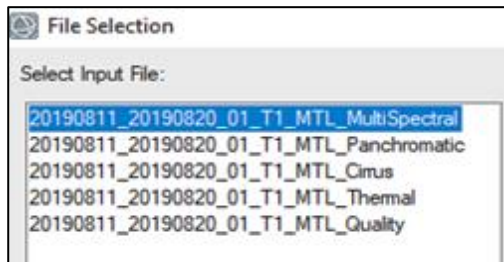 File Selection
Select Input File:
20190811_20190820_01_T1_MTL_MultiSpectral
20190811_20190820_01_T1_MTL_Panchromatic
20190811_20190820_01_T1_MTL_Cirrus
20190811_20190820_01_T1_MTL_Thermal
20190811_20190820_01_T1_MTL_Quality